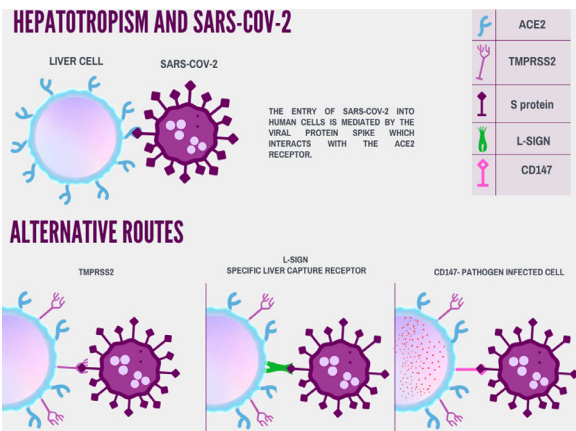 HEPATOTROPISM AND SARS-COV-2
LIVER CELL
SARS-COV-2
THE ENTRY OF SARS-COV-2 INTO
HUMAN CELLS IS MEDIATED BY THE
VIRAL PROTEIN SPIKE WHICH
INTERACTS WITH THE ACE2
RECEPTOR.
ACE2
TMPRSS2
S protein
L-SIGN
CD147
ALTERNATIVE ROUTES
TMPRSS2
L-SIGN
SPECIFIC LIVER CAPTURE RECEPTOR
CD147- PATHOGEN INFECTED CELL